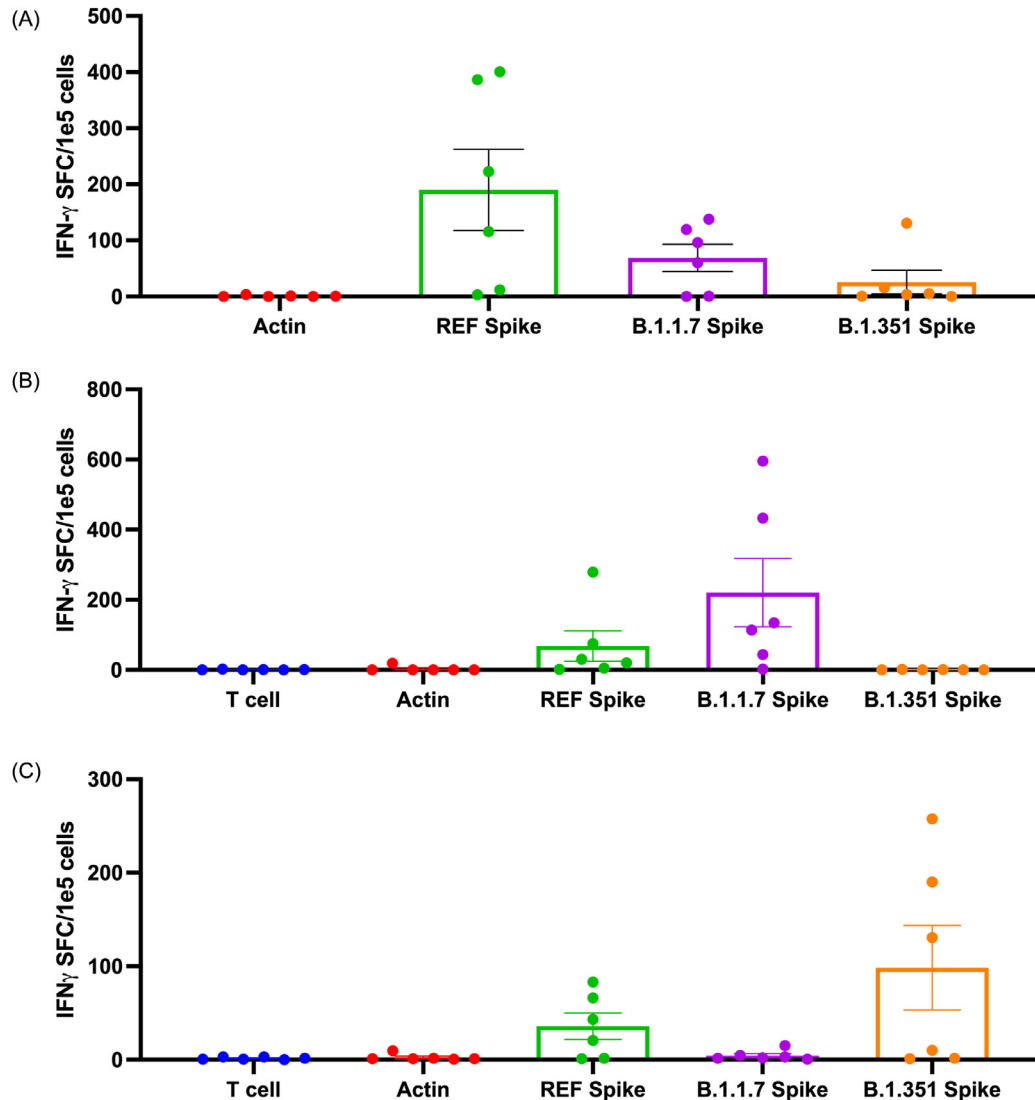 (A)
IFN-γ SFC/1e5 cells
500
400
300
200
100
0
Actin REF Spike B.1.1.7 Spike B.1.351 Spike
(B)
IFN-γ SFC/1e5 cells
800
600
400
200
0
T cell Actin REF Spike B.1.1.7 Spike B.1.351 Spike
(C)
IFNγ SFC/1e5 cells
300
200
100
0
T cell Actin REF Spike B.1.1.7 Spike B.1.351 Spike